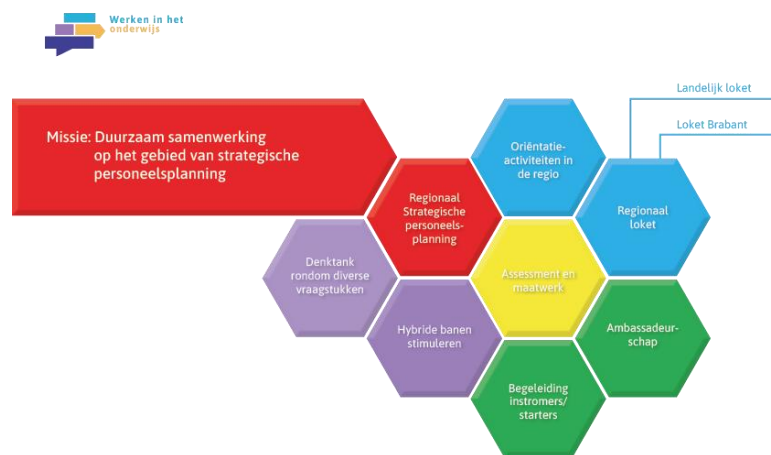 Werken in het
onderwijs
Landelijk loket
Loket Brabant
Missie: Duurzaam samenwerking
op het gebied van strategische
personeelsplanning
Oriëntatie-
activiteiten in
de regio
Regionaal
Strategische
personeels-
planning
Regionaal
loket
Denktank
rondom diverse
vraagstukken
Assessment en
maatwerk
Hybride banen
stimuleren
Ambassadeur-
schap
Begeleiding
instromers/
starters